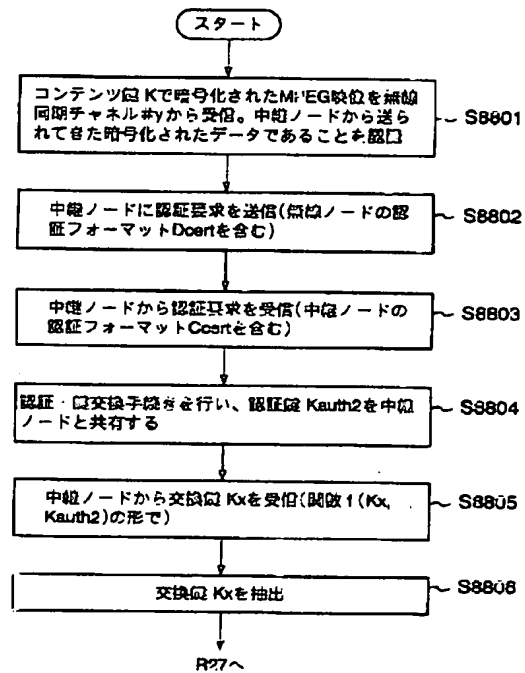 スタート
コンテンツ鍵 Kで暗号化されたMPEG映像を無線
同期チャネル#yから受信。中継ノードから送ら
れてきた暗号化されたデータであることを認識
S8801
中継ノードに認証要求を送信(無線ノードの認
証フォーマットDcertを含む)
S8802
中継ノードから認証要求を受信(中継ノードの
認証フォーマットCcertを含む)
S8803
認証・鍵交換手続きを行い、認証鍵 Kauth2を中継
ノードと共有する
S8804
中継ノードから交換鍵 Kxを受信(関数 f (Kx,
Kauth2)の形で)
S8805
交換鍵 Kxを抽出
S8806
R27へ